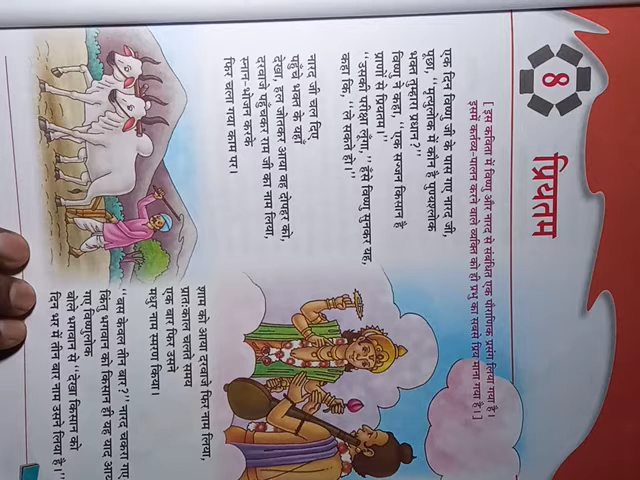 8
प्रियतम
[ इस कविता में विष्णु और नारद से संबंधित एक पौराणिक प्रसंग लिया गया है।
इसमें कर्तव्य-पालन करने वाले व्यक्ति को ही प्रभु का सबसे प्रिय माना गया है। ]
एक दिन विष्णु जी के पास गए नारद जी,
पूछा, "मृत्युलोक में कौन है पुण्यश्लोक
भक्त तुम्हारा प्रधान?"
विष्णु ने कहा, "एक सज्जन किसान है
प्राणों से प्रियतम।"
"उसकी परीक्षा लूँगा," हँसे विष्णु सुनकर यह,
कहा कि, "ले सकते हो।"
नारद जी चल दिए
पहुँचे भक्त के यहाँ
देखा, हल जोतकर आया वह दोपहर को,
दरवाजे पहुँचकर राम जी का नाम लिया,
स्नान-भोजन करके
फिर चला गया काम पर।
शाम को आया दरवाजे फिर नाम लिया,
प्रातःकाल चलते समय
एक बार फिर उसने
मधुर नाम स्मरण किया।
"बस केवल तीन बार?" नारद चकरा गए
किंतु भगवान को किसान ही यह याद आय
गए विष्णुलोक
बोले भगवान से "देखा किसान को
दिन भर में तीन बार नाम उसने लिया है।"